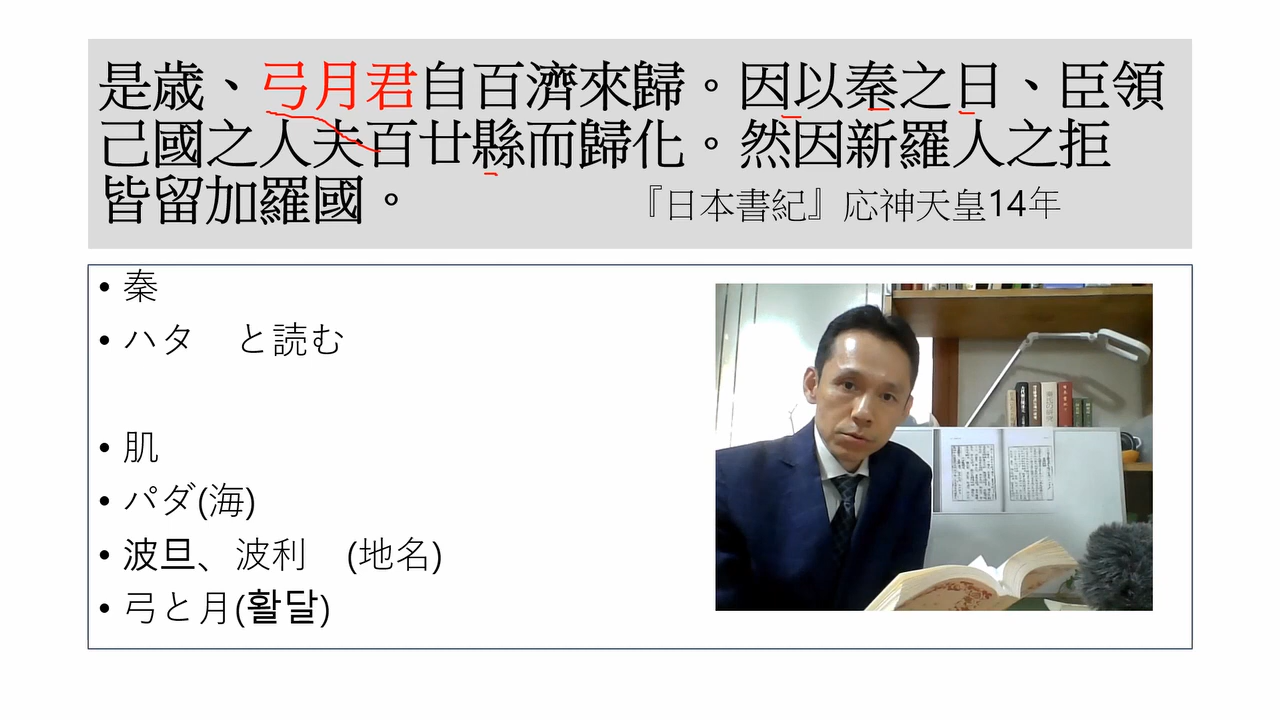 是歳、弓月君自百濟來歸。因以秦之日、臣領
己國之人夫百廿縣而歸化。然因新羅人之拒
皆留加羅國。
『日本書紀』応神天皇14年
• 秦
• ハタ　と読む
• 肌
• パダ(海)
• 波旦、波利　(地名)
• 弓と月(활달)